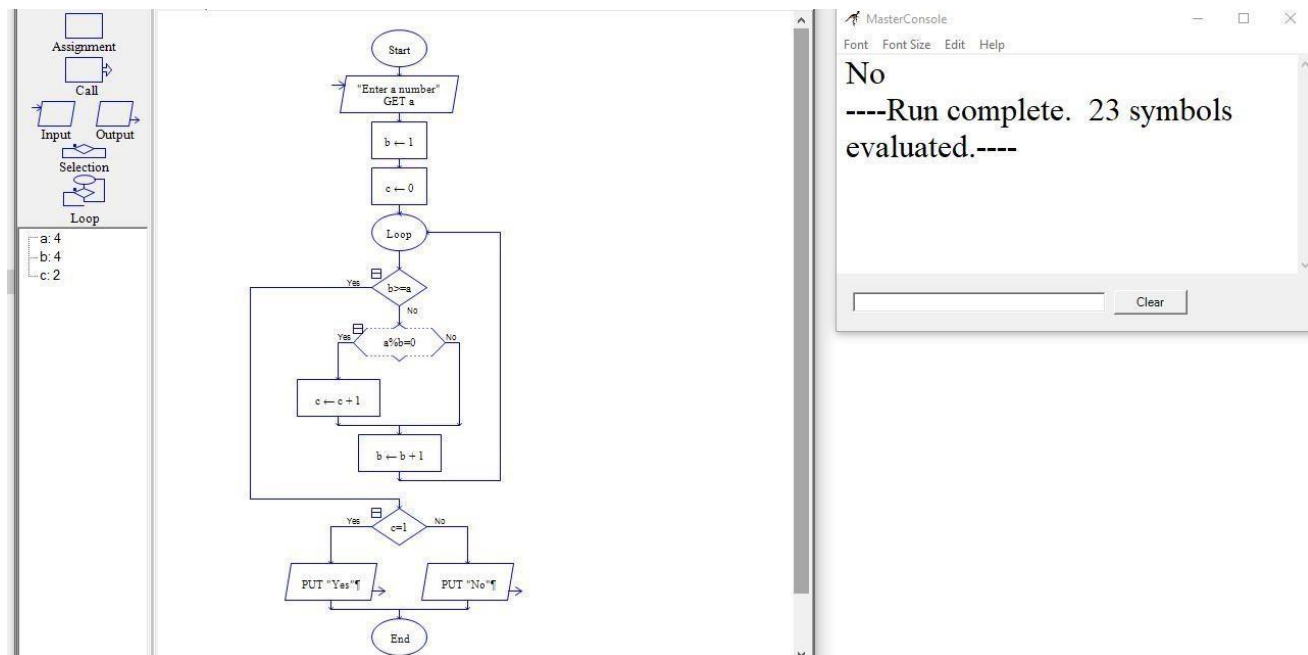 Assignment
Call
Input Output
Selection
Loop
a: 4
b: 4
c: 2
Start
"Enter a number"
GET a
b ← 1
c ← 0
Loop
Yes
b>=a
No
Yes
a%b=0
No
c ← c + 1
b ← b + 1
Yes
c=1
No
PUT "Yes"¶
PUT "No"¶
End
MasterConsole
Font Font Size Edit Help
No
----Run complete. 23 symbols
evaluated.----
Clear